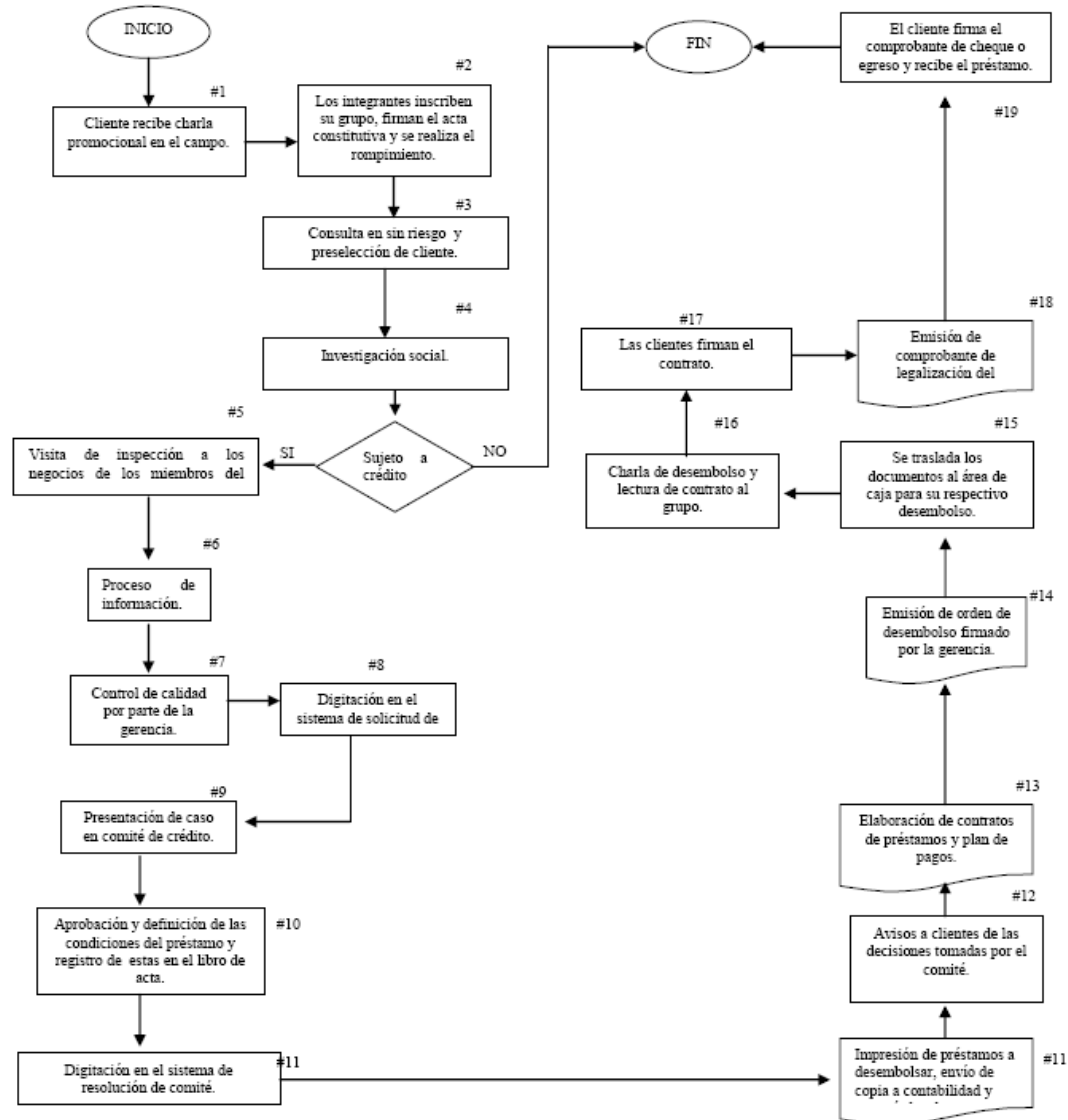 INICIO
#1
Cliente recibe charla
promocional en el campo.
#2
Los integrantes inscriben
su grupo, firman el acta
constitutiva y se realiza el
rompimiento.
#3
Consulta en sin riesgo y
preselección de cliente.
#4
Investigación social.
Sujeto a
crédito
SI
NO
#5
Visita de inspección a los
negocios de los miembros del
#6
Proceso de
información.
#7
Control de calidad
por parte de la
gerencia.
#8
Digitación en el
sistema de solicitud de
#9
Presentación de caso
en comité de crédito.
#10
Aprobación y definición de las
condiciones del préstamo y
registro de estas en el libro de
acta.
#11
Digitación en el sistema de
resolución de comité.
#11
Impresión de préstamos a
desembolsar, envío de
copia a contabilidad y
#12
Avisos a clientes de las
decisiones tomadas por el
comité.
#13
Elaboración de contratos
de préstamos y plan de
pagos.
#14
Emisión de orden de
desembolso firmado
por la gerencia.
#15
Se traslada los
documentos al área de
caja para su respectivo
desembolso.
#16
Charla de desembolso y
lectura de contrato al
grupo.
#17
Las clientes firman el
contrato.
#18
Emisión de
comprobante de
legalización del
#19
El cliente firma el
comprobante de cheque o
egreso y recibe el préstamo.
FIN